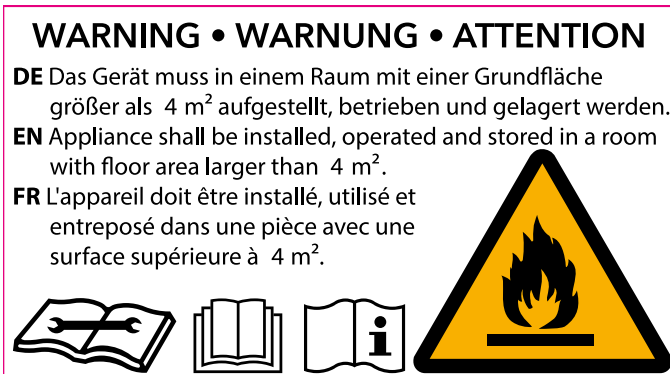 WARNING • WARNUNG • ATTENTION
DE Das Gerät muss in einem Raum mit einer Grundfläche
größer als 4 m² aufgestellt, betrieben und gelagert werden.
EN Appliance shall be installed, operated and stored in a room
with floor area larger than 4 m².
FR L'appareil doit être installé, utilisé et
entreposé dans une pièce avec une
surface supérieure à 4 m².
i